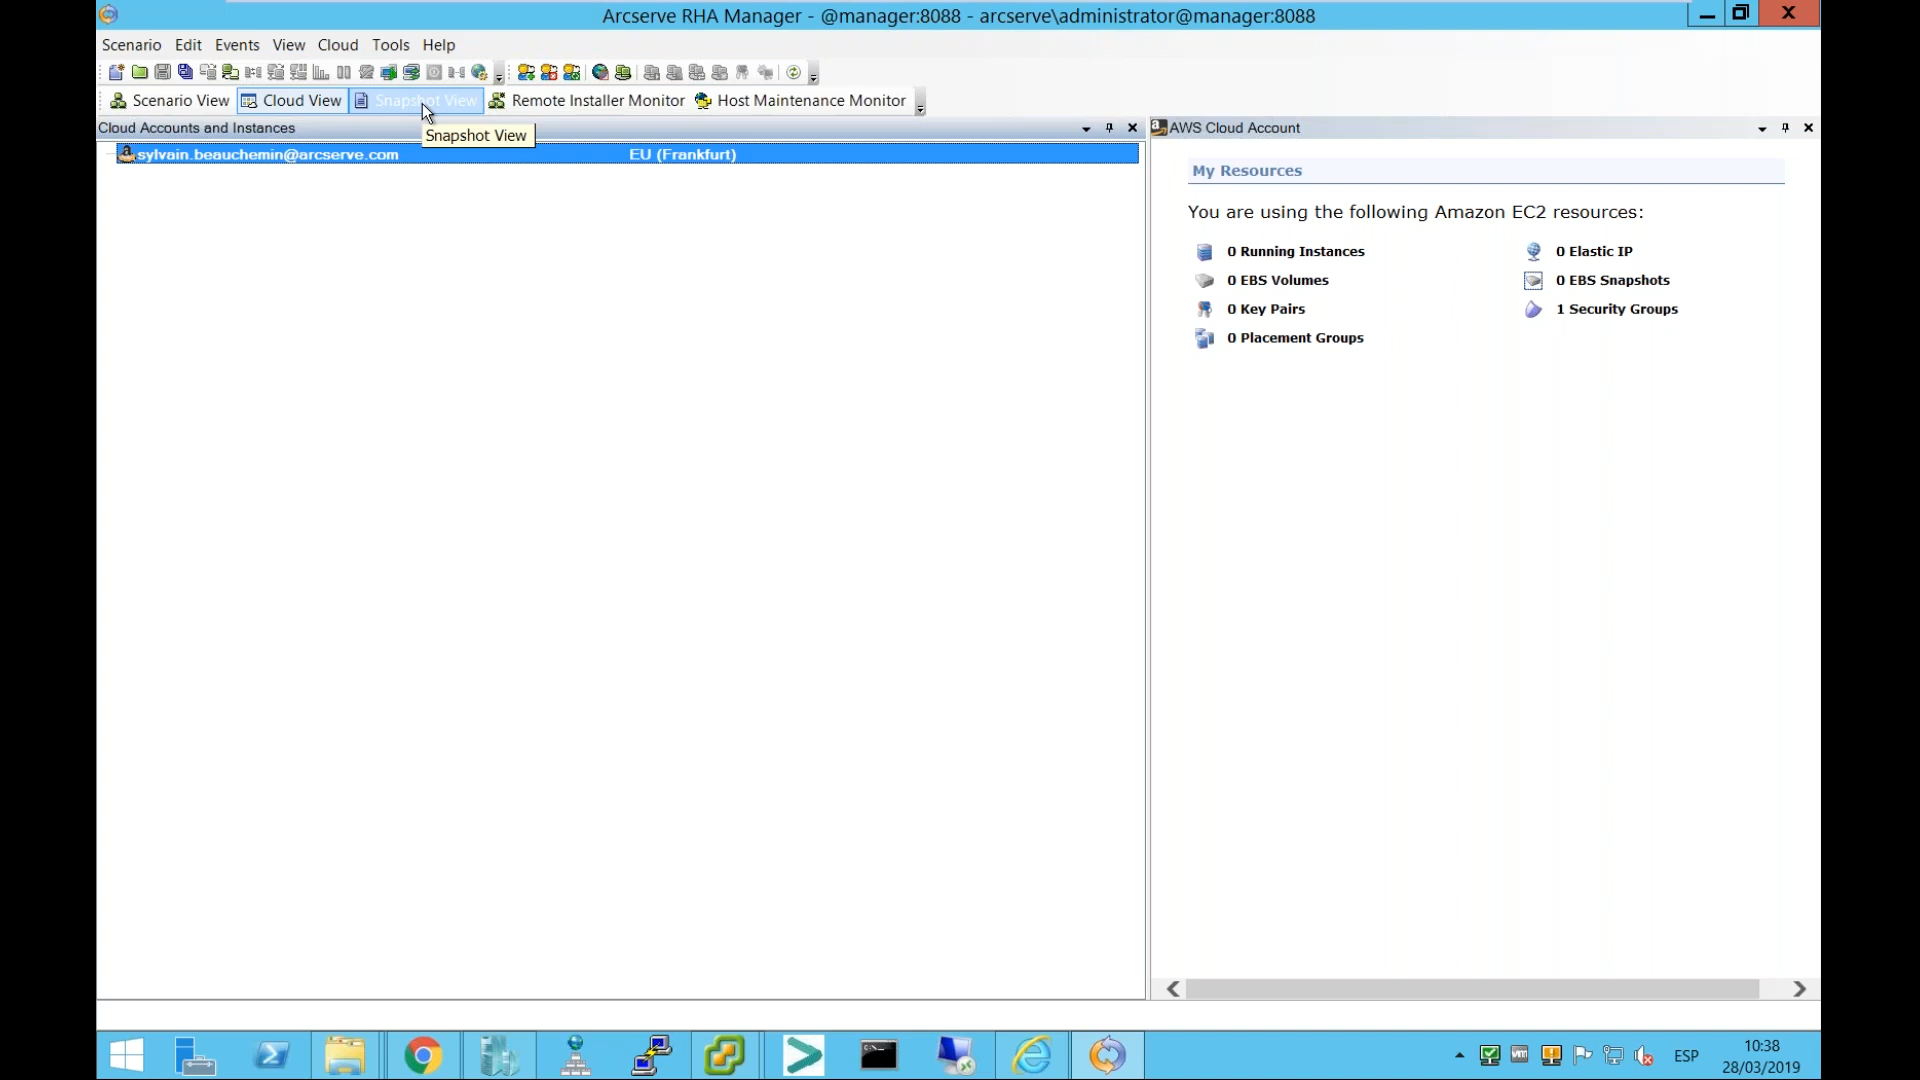 Arcserve RHA Manager - @manager:8088 - arcserve\administrator@manager:8088
Scenario Edit Events View Cloud Tools Help
Scenario View Cloud View Snapshot View Remote Installer Monitor Host Maintenance Monitor
Cloud Accounts and Instances
Snapshot View
AWS Cloud Account
sylvain.beauchemin@arcserve.com EU (Frankfurt)
My Resources
You are using the following Amazon EC2 resources:
0 Running Instances 0 Elastic IP
0 EBS Volumes 0 EBS Snapshots
0 Key Pairs 1 Security Groups
0 Placement Groups
ESP
10:38
28/03/2019